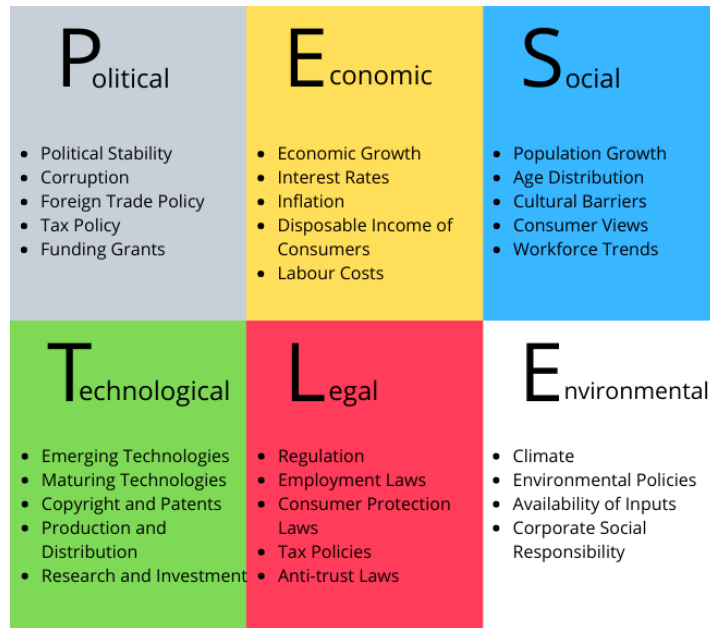 Political
• Political Stability
• Corruption
• Foreign Trade Policy
• Tax Policy
• Funding Grants
Economic
• Economic Growth
• Interest Rates
• Inflation
• Disposable Income of
Consumers
• Labour Costs
Social
• Population Growth
• Age Distribution
• Cultural Barriers
• Consumer Views
• Workforce Trends
Technological
• Emerging Technologies
• Maturing Technologies
• Copyright and Patents
• Production and
Distribution
• Research and Investment
Legal
• Regulation
• Employment Laws
• Consumer Protection
Laws
• Tax Policies
• Anti-trust Laws
Environmental
• Climate
• Environmental Policies
• Availability of Inputs
• Corporate Social
Responsibility